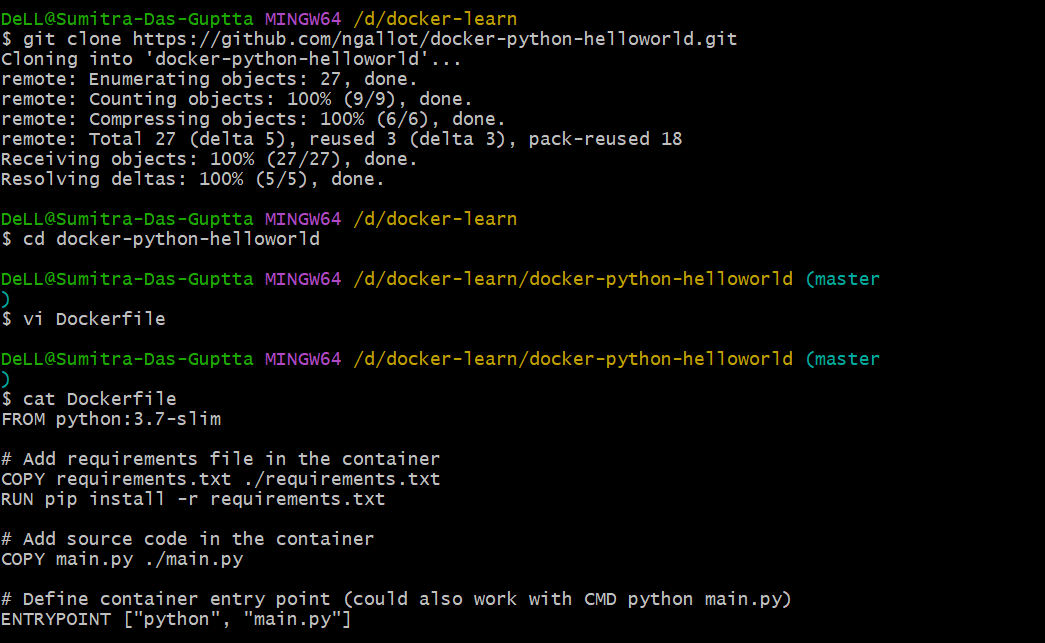 DeLL@Sumitra-Das-Guptta MINGW64 /d/docker-learn
$ git clone https://github.com/ngallot/docker-python-helloworld.git
Cloning into 'docker-python-helloworld'...
remote: Enumerating objects: 27, done.
remote: Counting objects: 100% (9/9), done.
remote: Compressing objects: 100% (6/6), done.
remote: Total 27 (delta 5), reused 3 (delta 3), pack-reused 18
Receiving objects: 100% (27/27), done.
Resolving deltas: 100% (5/5), done.
DeLL@Sumitra-Das-Guptta MINGW64 /d/docker-learn
$ cd docker-python-helloworld
DeLL@Sumitra-Das-Guptta MINGW64 /d/docker-learn/docker-python-helloworld (master
)
$ vi Dockerfile
DeLL@Sumitra-Das-Guptta MINGW64 /d/docker-learn/docker-python-helloworld (master
)
$ cat Dockerfile
FROM python:3.7-slim
# Add requirements file in the container
COPY requirements.txt ./requirements.txt
RUN pip install -r requirements.txt
# Add source code in the container
COPY main.py ./main.py
# Define container entry point (could also work with CMD python main.py)
ENTRYPOINT ["python", "main.py"]